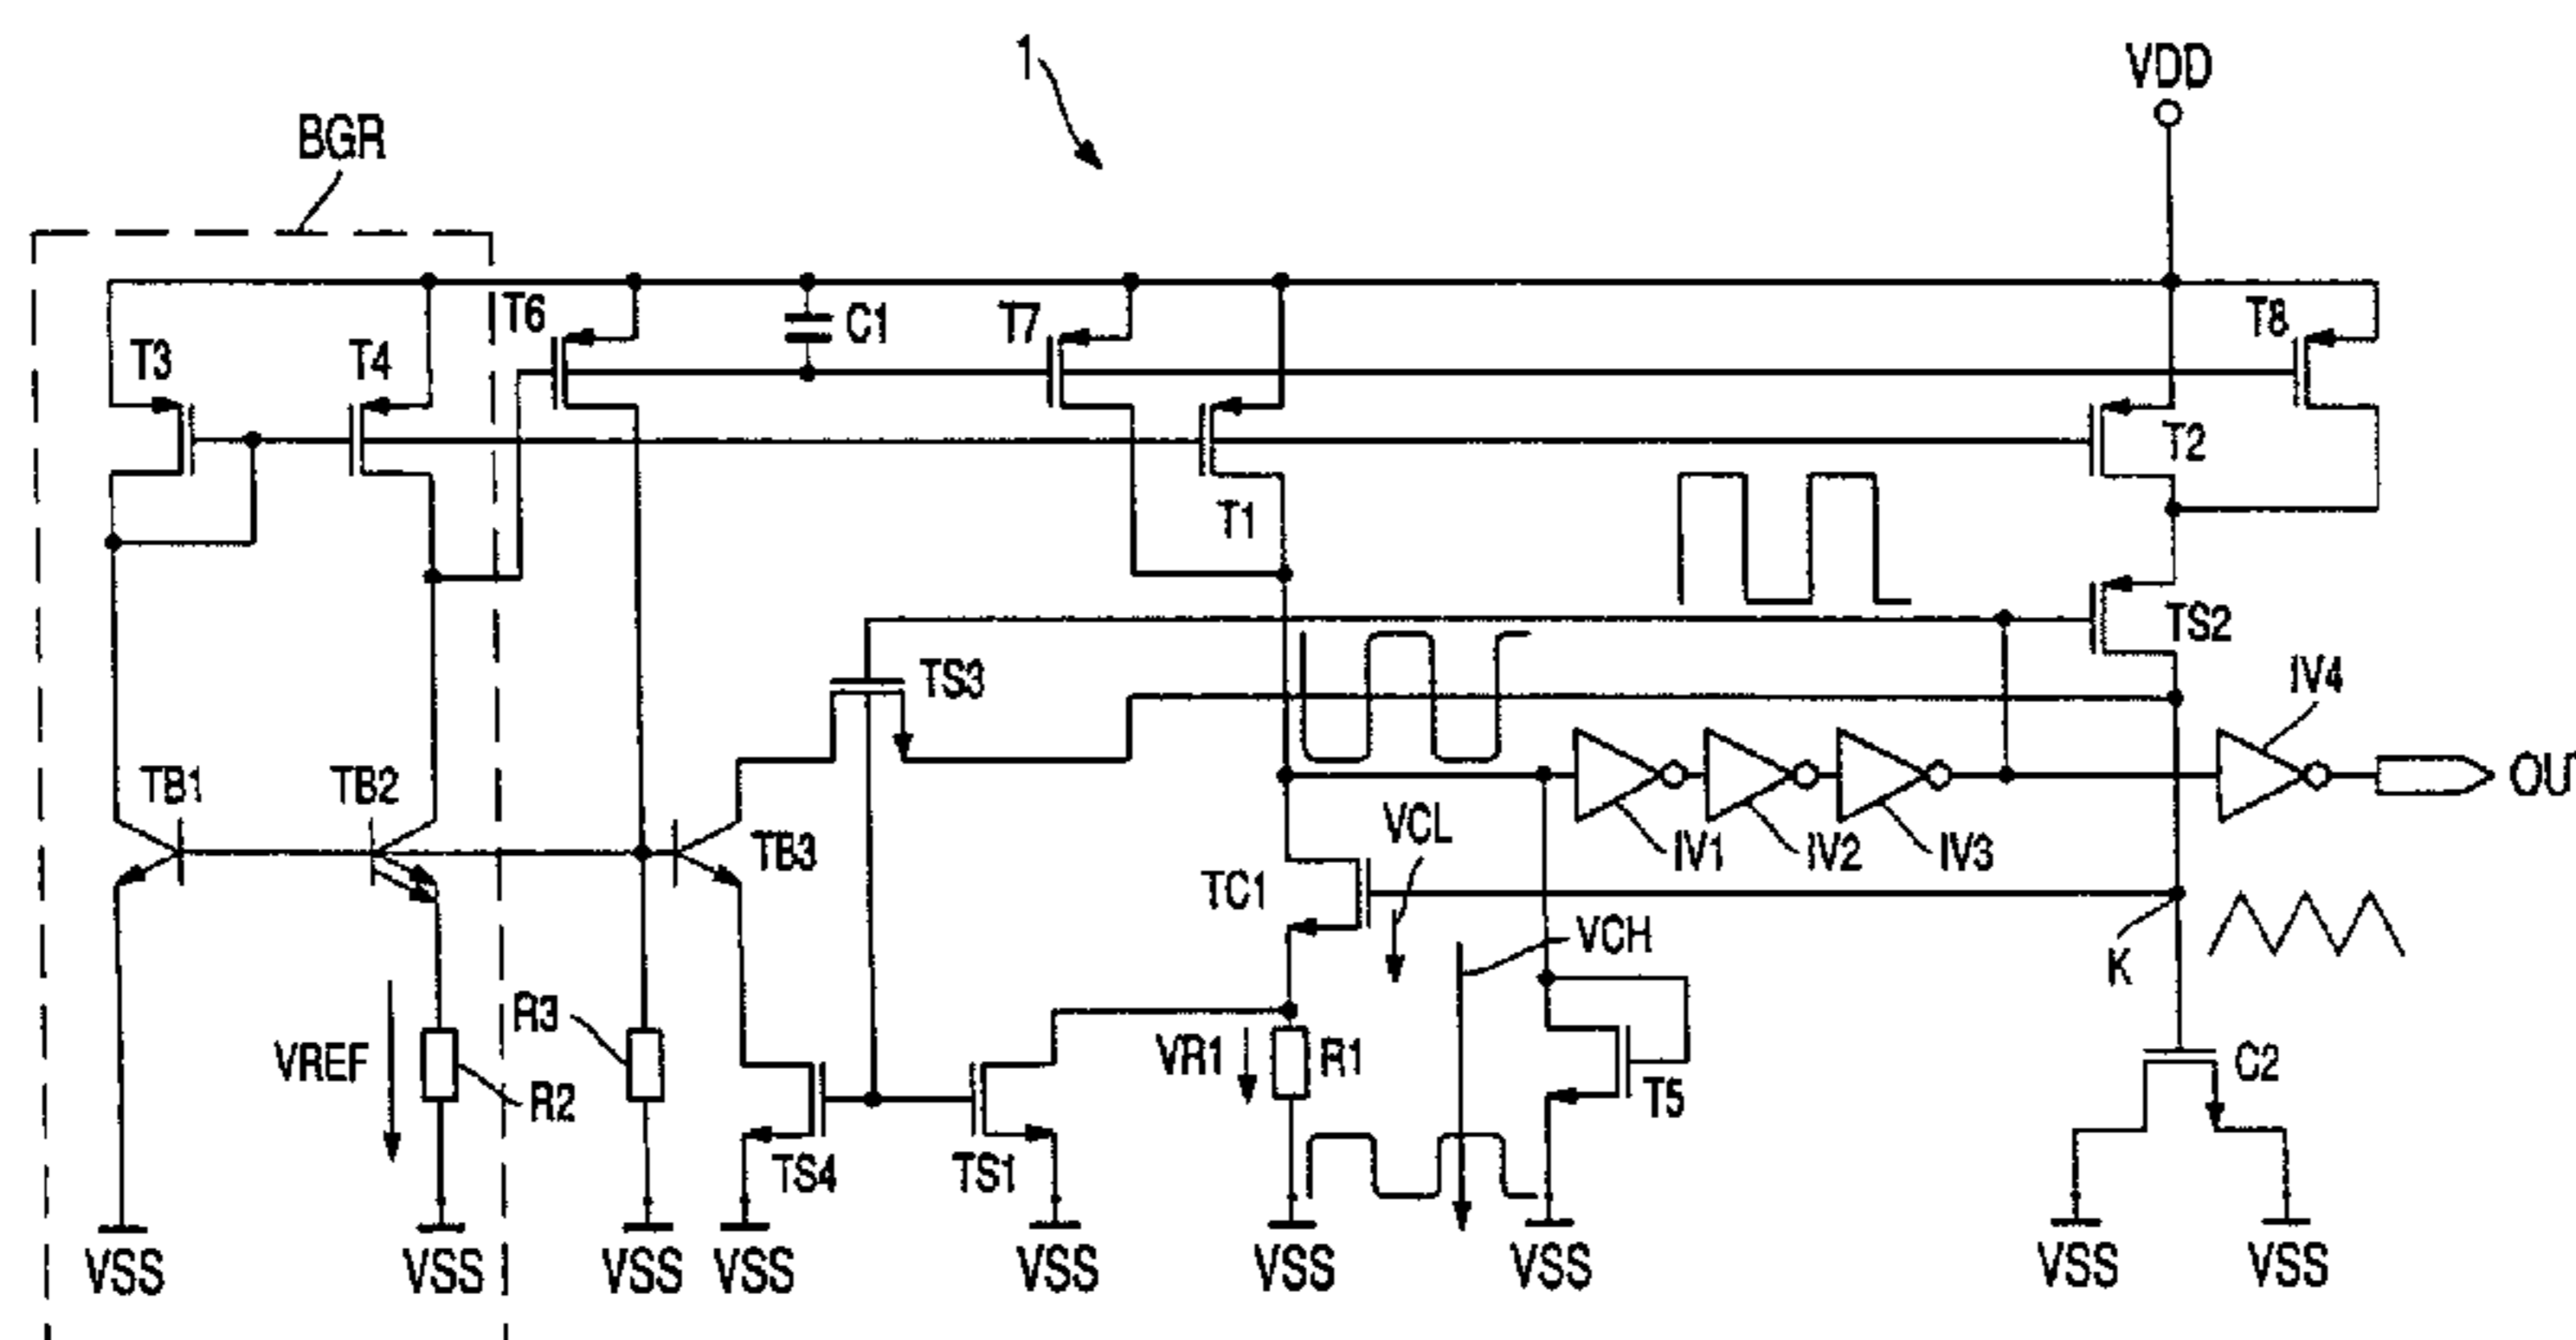 1
VDD
BGR
T6
C1
T7
T8
T3
T4
T2
T1
TS2
TS3
IV4
OU
TB1
TB2
TB3
VCL
IV1
IV2
IV3
TC1
VCH
K
R3
VREF
R2
VR1
R1
T5
C2
TS4
TS1
VSS
VSS
VSS
VSS
VSS
VSS
VSS
VSS
VSS